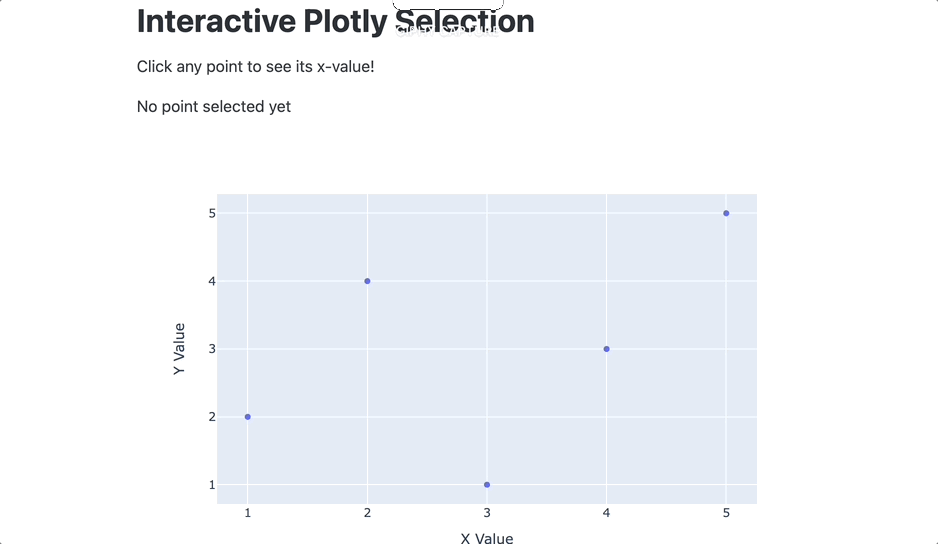 Interactive Plotly Selection
Click any point to see its x-value!
No point selected yet
5
4
3
2
1
Y Value
1 2 3 4 5
X Value